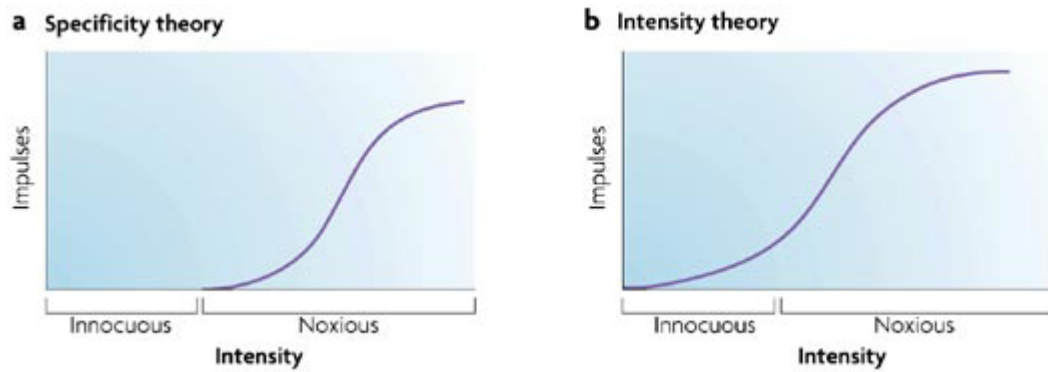 a Specificity theory
Impulses
Innocuous
Noxious
Intensity
b Intensity theory
Impulses
Innocuous
Noxious
Intensity